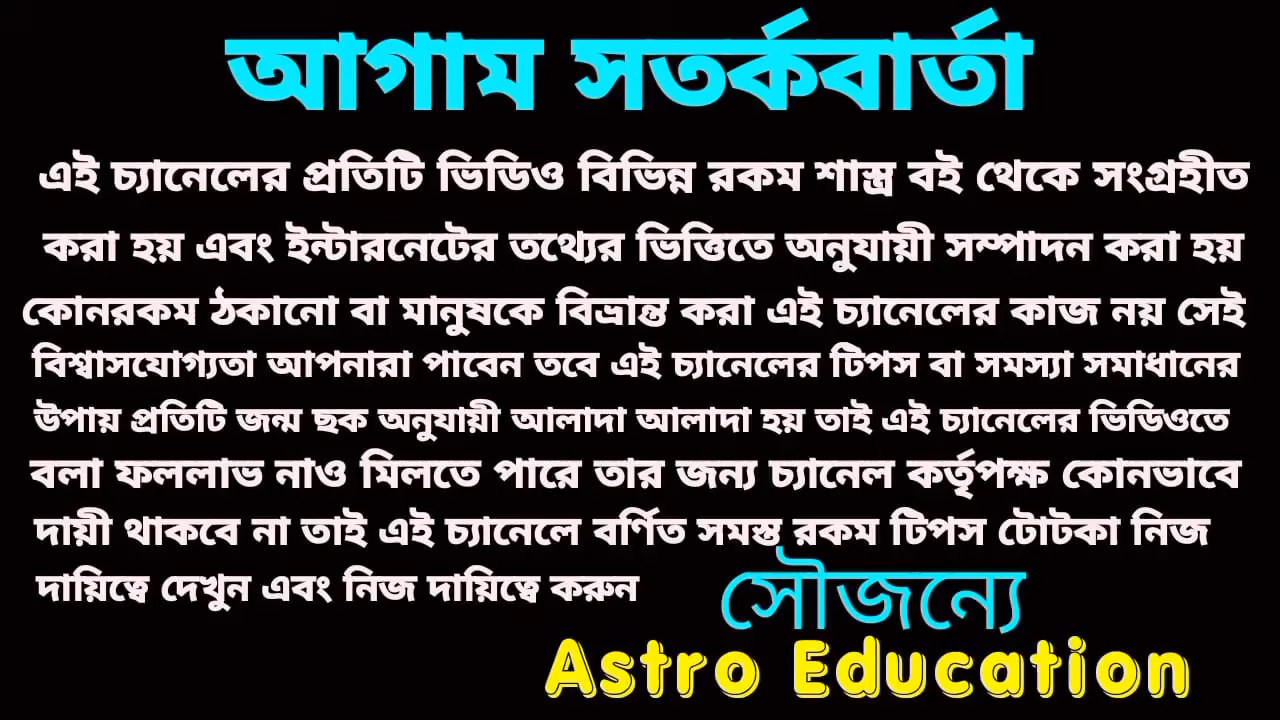 আগাম সতর্কবার্তা
এই চ্যানেলের প্রতিটি ভিডিও বিভিন্ন রকম শাস্ত্র বই থেকে সংগ্রহীত
করা হয় এবং ইন্টারনেটের তথ্যের ভিত্তিতে অনুযায়ী সম্পাদন করা হয়
কোনরকম ঠকানো বা মানুষকে বিভ্রান্ত করা এই চ্যানেলের কাজ নয় সেই
বিশ্বাসযোগ্যতা আপনারা পাবেন তবে এই চ্যানেলের টিপস বা সমস্যা সমাধানের
উপায় প্রতিটি জন্ম ছক অনুযায়ী আলাদা আলাদা হয় তাই এই চ্যানেলের ভিডিওতে
বলা ফললাভ নাও মিলতে পারে তার জন্য চ্যানেল কর্তৃপক্ষ কোনভাবে
দায়ী থাকবে না তাই এই চ্যানেলে বর্ণিত সমস্ত রকম টিপস টোটকা নিজ
দায়িত্বে দেখুন এবং নিজ দায়িত্বে করুন
সৌজন্যে
Astro Education